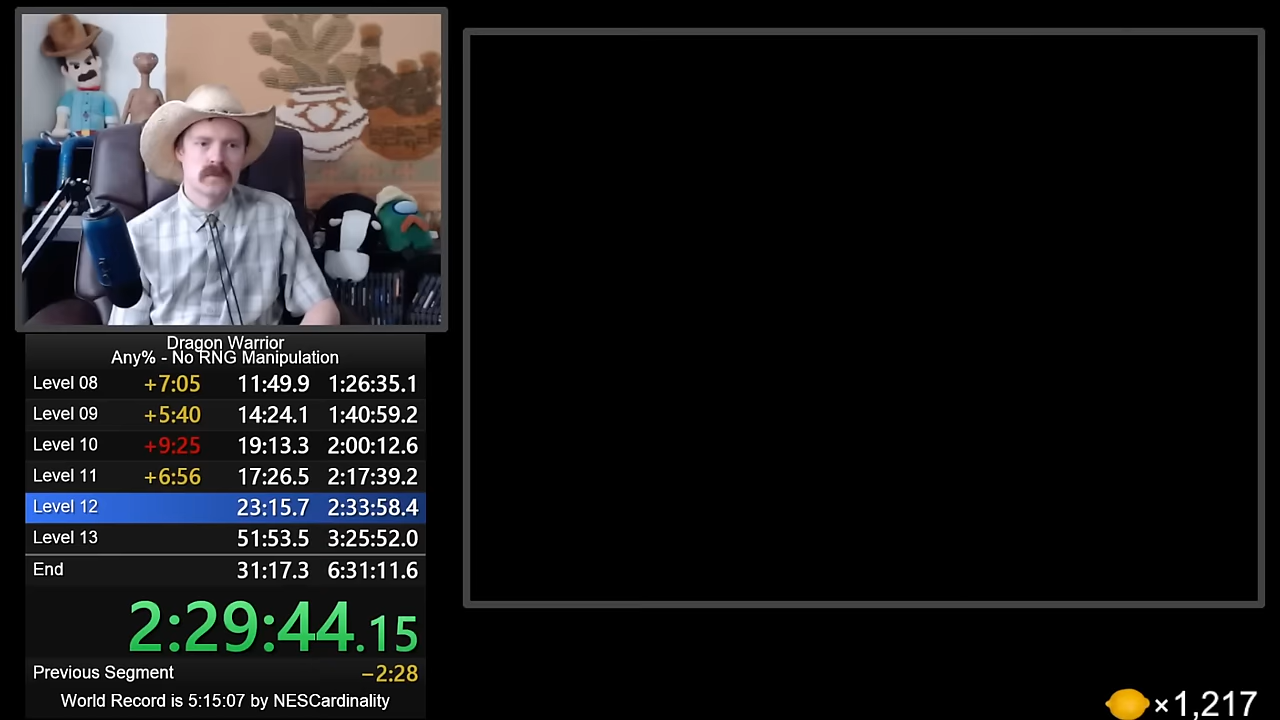 Dragon Warrior
Any% - No RNG Manipulation
Level 08 +7:05 11:49.9 1:26:35.1
Level 09 +5:40 14:24.1 1:40:59.2
Level 10 +9:25 19:13.3 2:00:12.6
Level 11 +6:56 17:26.5 2:17:39.2
Level 12 23:15.7 2:33:58.4
Level 13 51:53.5 3:25:52.0
End 31:17.3 6:31:11.6
2:29:44.15
Previous Segment −2:28
World Record is 5:15:07 by NESCardinality
×1,217